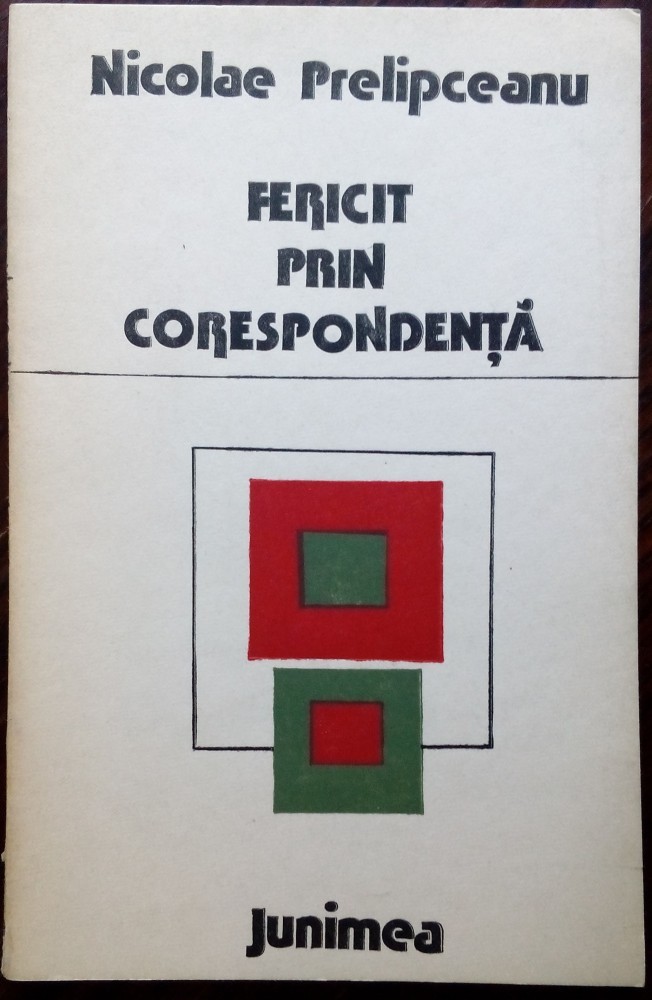 Nicolae Prelipceanu
FERICIT
PRIN
CORESPONDENȚĂ
Junimea